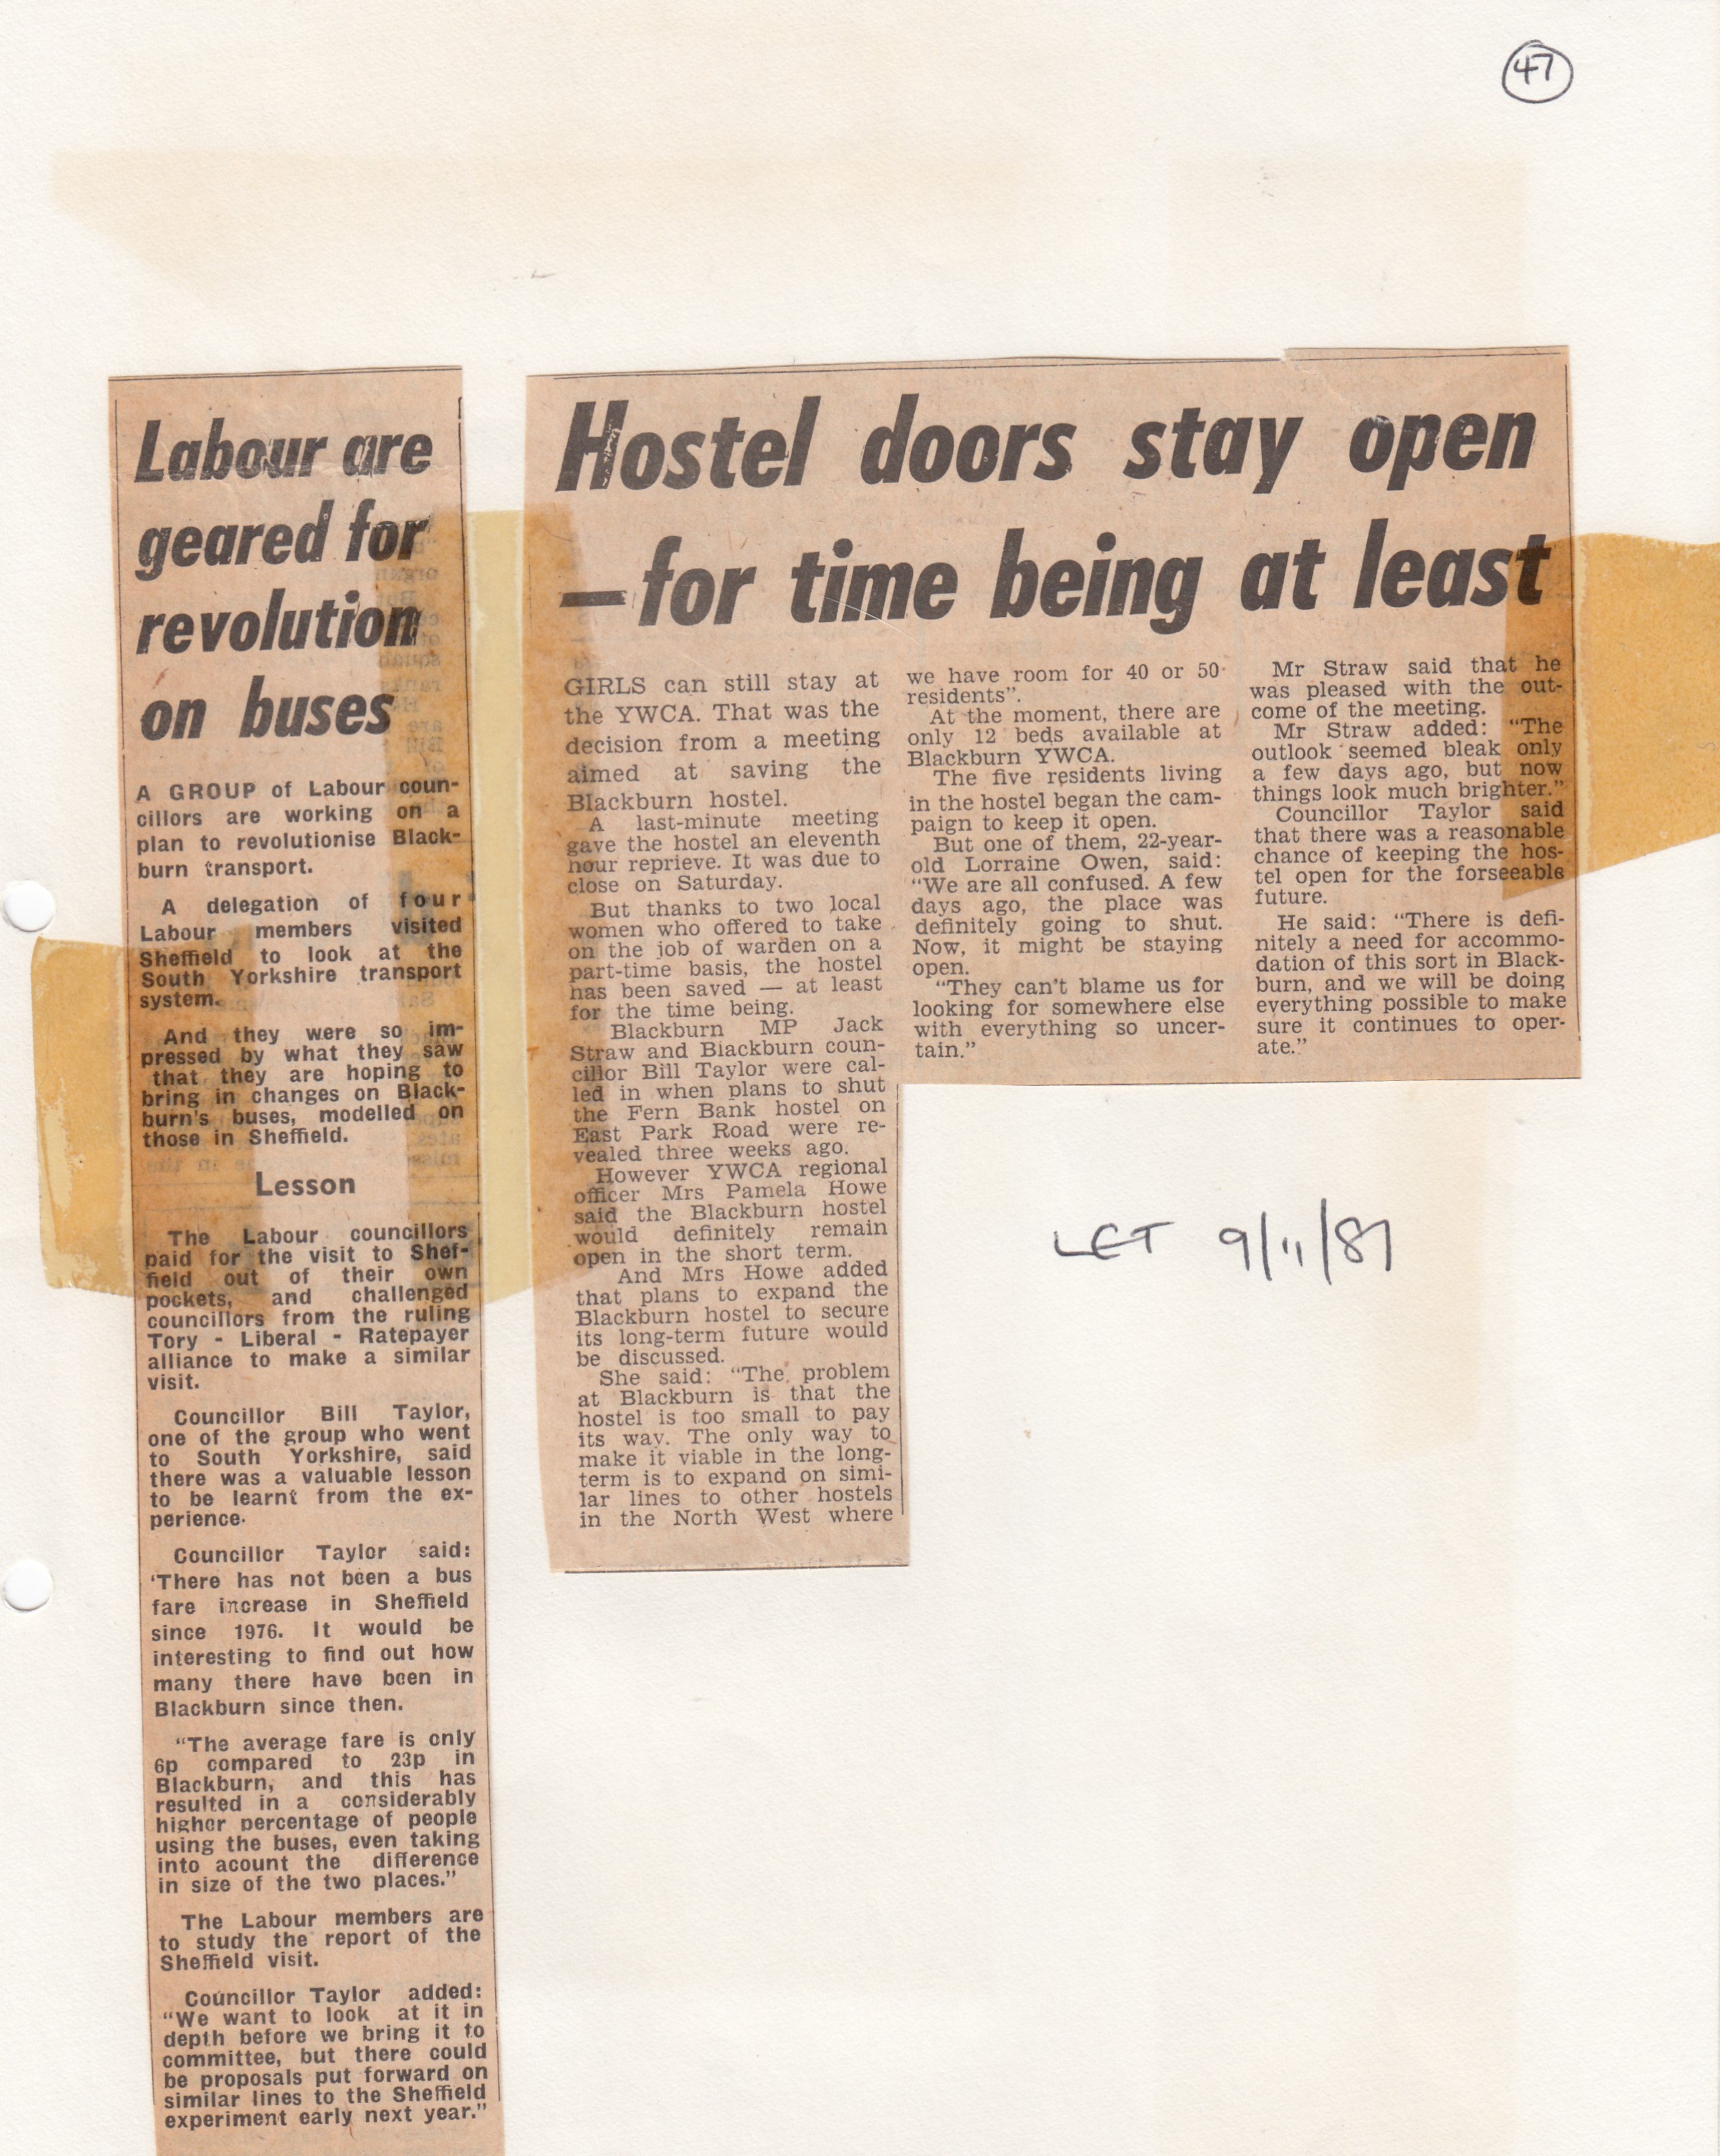 47
Labour are
geared for
revolution
on buses
A GROUP of Labour coun-
cillors are working on a
plan to revolutionise Black-
burn transport.
A delegation of four
Labour members visited
Sheffield to look at the
South Yorkshire transport
system.
And they were so im-
pressed by what they saw
that they are hoping to
bring in changes on Black-
burn's buses, modelled on
those in Sheffield.
Lesson
The Labour councillors
paid for the visit to Shef-
field out of their own
pockets, and challenged
councillors from the ruling
Tory - Liberal - Ratepayer
alliance to make a similar
visit.
Councillor Bill Taylor,
one of the group who went
to South Yorkshire, said
there was a valuable lesson
to be learnt from the ex-
perience.
Councillor Taylor said:
'There has not been a bus
fare increase in Sheffield
since 1976. It would be
interesting to find out how
many there have been in
Blackburn since then.
"The average fare is only
6p compared to 23p in
Blackburn, and this has
resulted in a considerably
higher percentage of people
using the buses, even taking
into acount the difference
in size of the two places."
The Labour members are
to study the report of the
Sheffield visit.
Councillor Taylor added:
"We want to look at it in
depth before we bring it to
committee, but there could
be proposals put forward on
similar lines to the Sheffield
experiment early next year."
Hostel doors stay open
—for time being at least
GIRLS can still stay at
the YWCA. That was the
decision from a meeting
aimed at saving the
Blackburn hostel.
A last-minute meeting
gave the hostel an eleventh
hour reprieve. It was due to
close on Saturday.
But thanks to two local
women who offered to take
on the job of warden on a
part-time basis, the hostel
has been saved — at least
for the time being.
Blackburn MP Jack
Straw and Blackburn coun-
cillor Bill Taylor were cal-
led in when plans to shut
the Fern Bank hostel on
East Park Road were re-
vealed three weeks ago.
However YWCA regional
officer Mrs Pamela Howe
said the Blackburn hostel
would definitely remain
open in the short term.
And Mrs Howe added
that plans to expand the
Blackburn hostel to secure
its long-term future would
be discussed.
She said: "The problem
at Blackburn is that the
hostel is too small to pay
its way. The only way to
make it viable in the long-
term is to expand on simi-
lar lines to other hostels
in the North West where
we have room for 40 or 50
residents".
At the moment, there are
only 12 beds available at
Blackburn YWCA.
The five residents living
in the hostel began the cam-
paign to keep it open.
But one of them, 22-year-
old Lorraine Owen, said:
"We are all confused. A few
days ago, the place was
definitely going to shut.
Now, it might be staying
open.
"They can't blame us for
looking for somewhere else
with everything so uncer-
tain."
Mr Straw said that he
was pleased with the out-
come of the meeting.
Mr Straw added: "The
outlook seemed bleak only
a few days ago, but now
things look much brighter."
Councillor Taylor said
that there was a reasonable
chance of keeping the hos-
tel open for the forseeable
future.
He said: "There is defi-
nitely a need for accommo-
dation of this sort in Black-
burn, and we will be doing
everything possible to make
sure it continues to oper-
ate."
LET 9/11/81